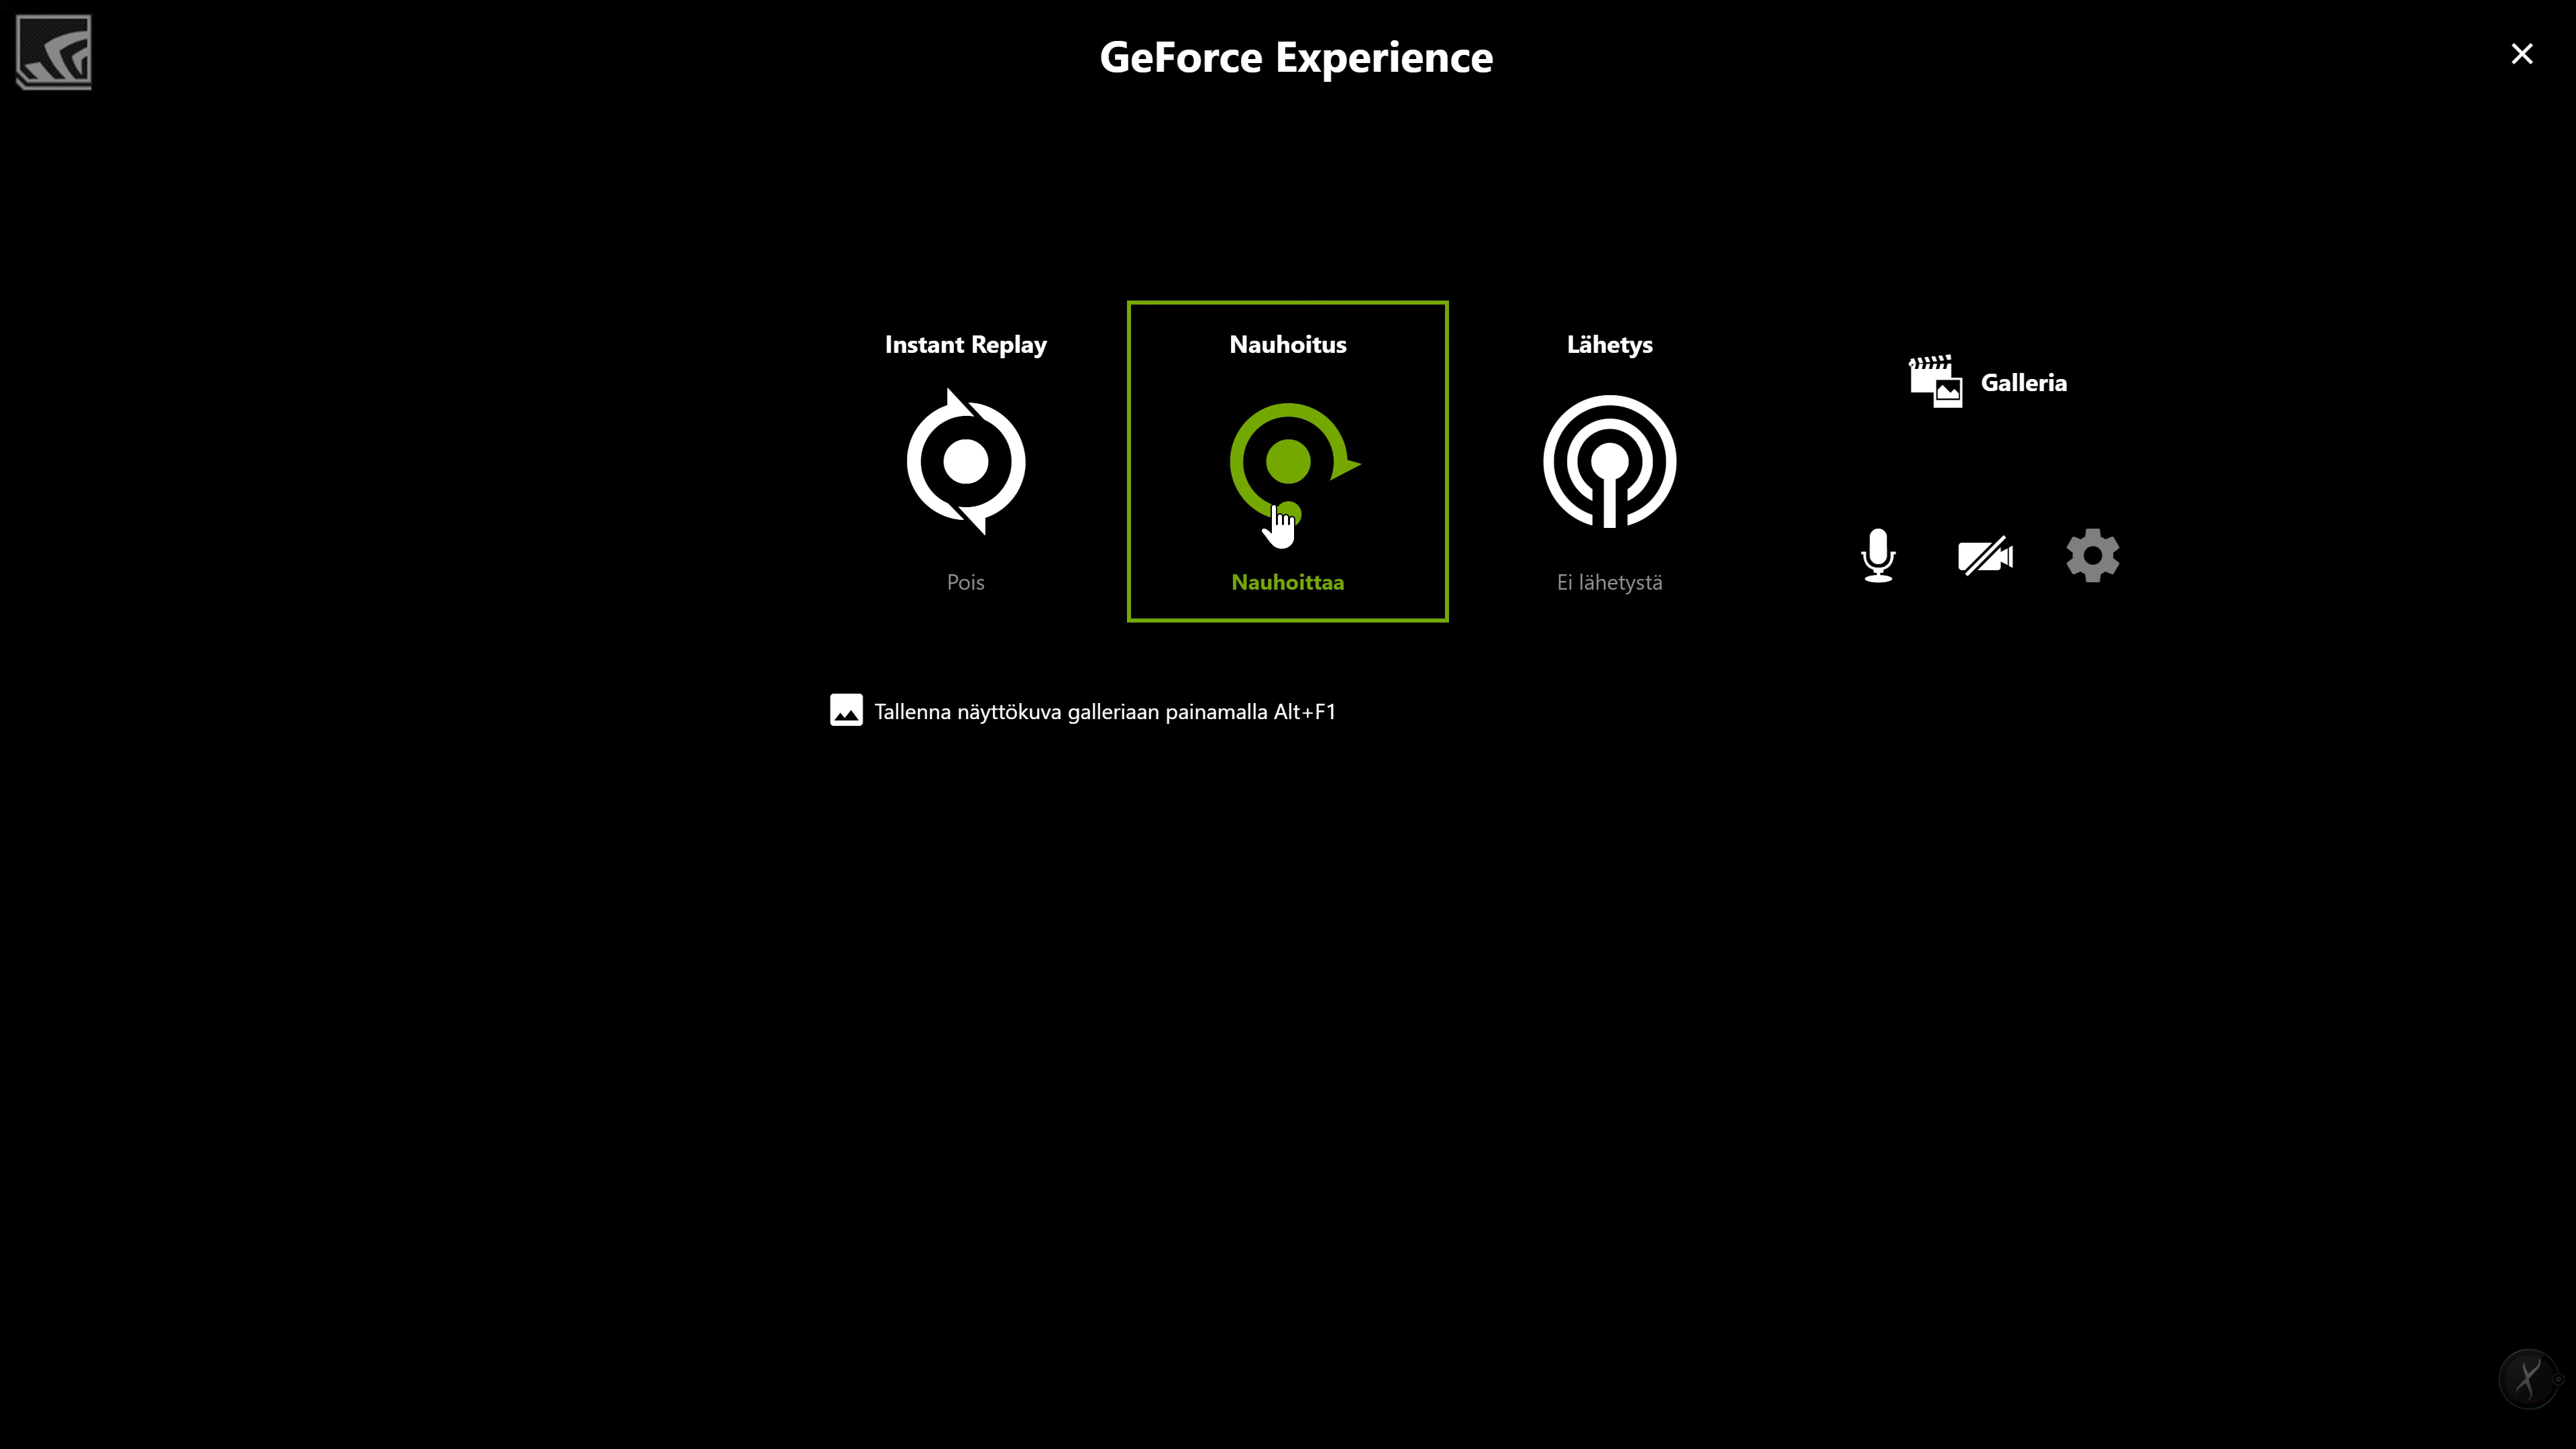 GeForce Experience
Instant Replay
Nauhoitus
Lähetys
Galleria
Pois
Nauhoittaa
Ei lähetystä
Tallenna näyttökuva galleriaan painamalla Alt+F1